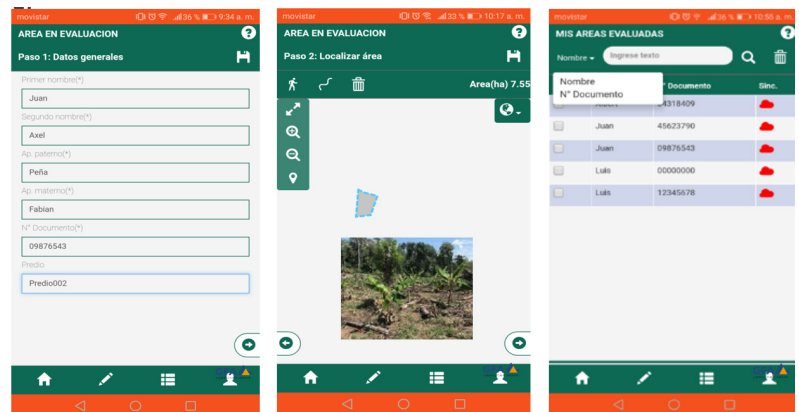 movistar
36 % 9:34 a. m.
AREA EN EVALUACION
?
Paso 1: Datos generales
Primer nombre(*)
Juan
Segundo nombre(*)
Axel
Ap. paterno(*)
Peña
Ap. materno(*)
Fabian
N° Documento(*)
09876543
Predio
Predio002
movistar
33 % 10:17 a. m.
AREA EN EVALUACION
?
Paso 2: Localizar área
Area(ha) 7.55
movistar
36 % 10:55 a. m.
MIS AREAS EVALUADAS
?
Nombre
Ingrese texto
Nombre
N° Documento
Documento
Sinc.
04318409
Juan 45623790
Juan 09876543
Luis 00000000
Luis 12345678